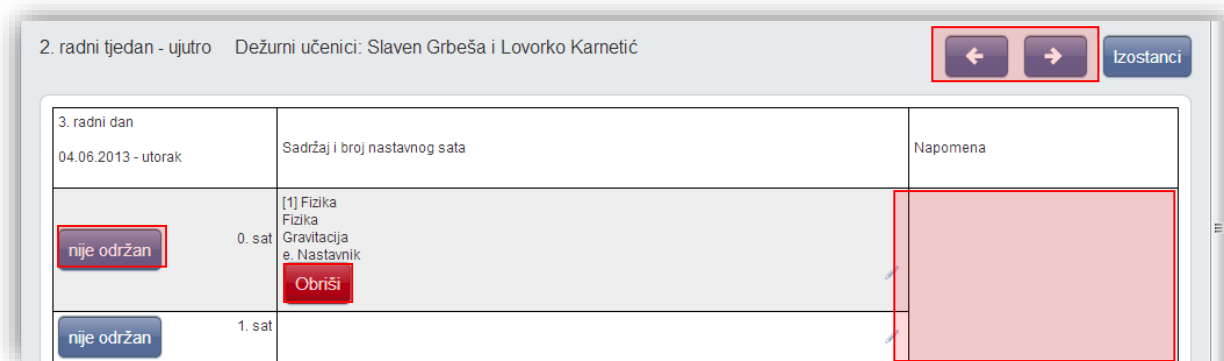 2. radni tjedan - ujutro Dežurni učenici: Slaven Grbeša i Lovorko Karnetić
Izostanci
3. radni dan
04.06.2013 - utorak
Sadržaj i broj nastavnog sata
Napomena
nije održan
0. sat
[1] Fizika
Fizika
Gravitacija
e. Nastavnik
Obriši
nije održan
1. sat